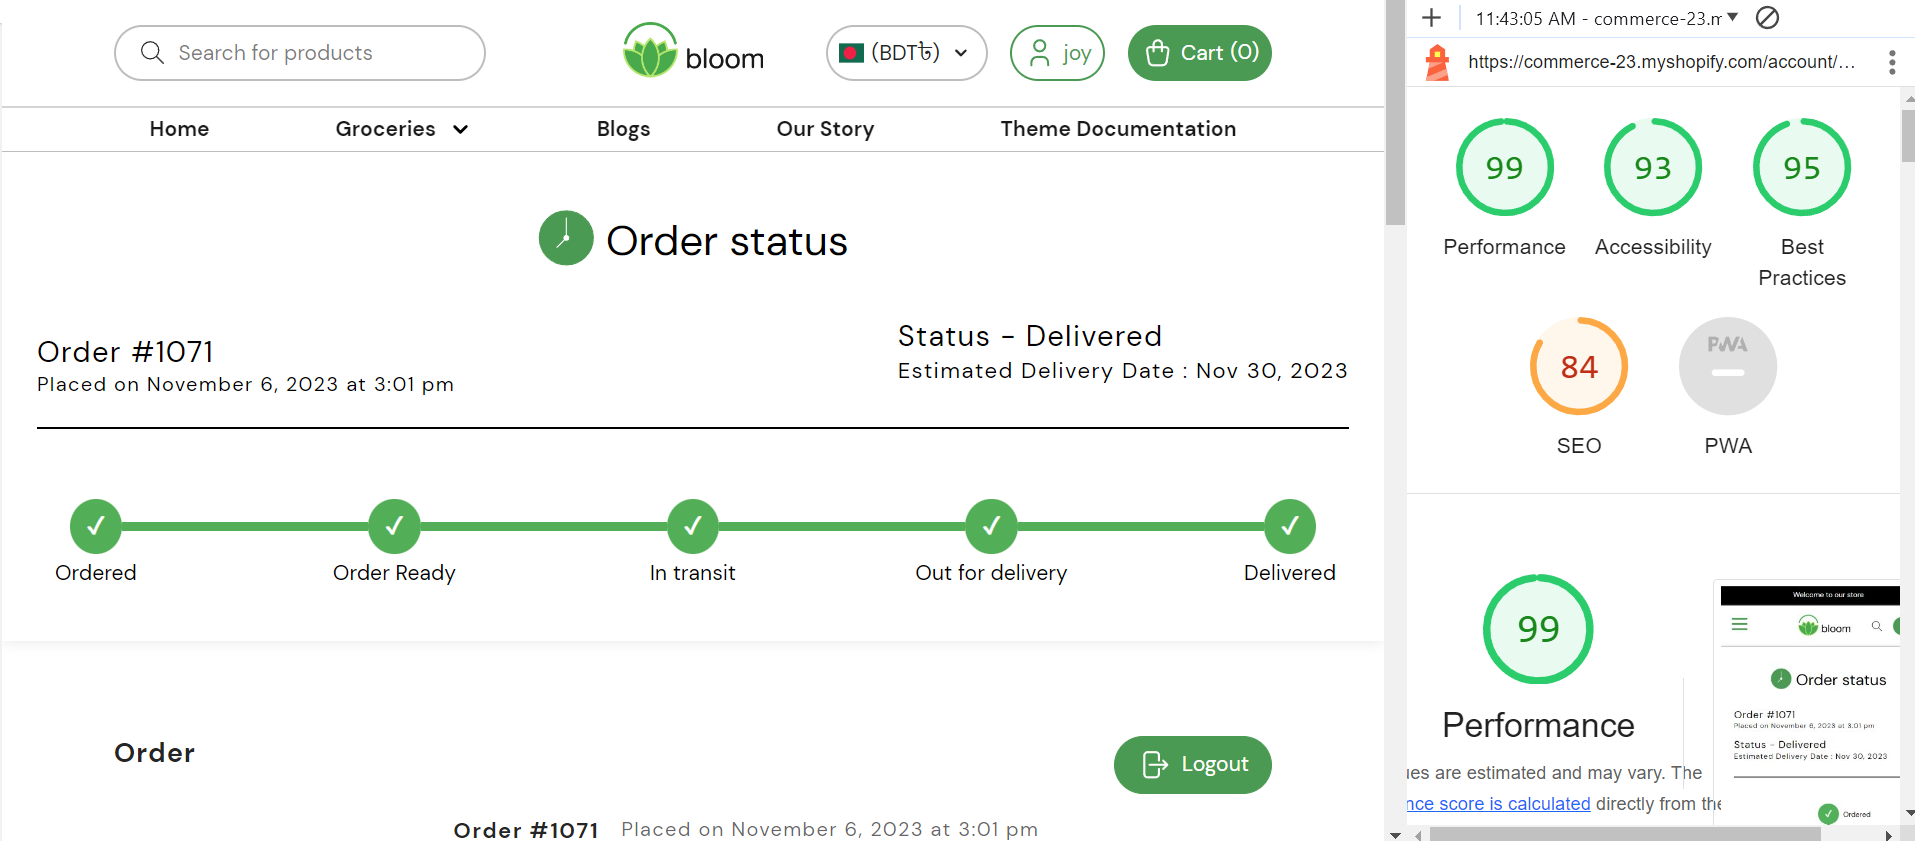 Search for products
bloom
(BDT৳)
joy
Cart (0)
Home
Groceries
Blogs
Our Story
Theme Documentation
Order status
Order #1071
Placed on November 6, 2023 at 3:01 pm
Status - Delivered
Estimated Delivery Date : Nov 30, 2023
Ordered
Order Ready
In transit
Out for delivery
Delivered
Order
Logout
Order #1071 Placed on November 6, 2023 at 3:01 pm
11:43:05 AM - commerce-23.m
https://commerce-23.myshopify.com/account/...
99
93
95
Performance
Accessibility
Best
Practices
84
PWA
SEO
PWA
99
Performance
are estimated and may vary. The
score is calculated directly from the
Welcome to our store
bloom
Order status
Order #1071
Placed on November 6, 2023 at 3:01 pm
Status - Delivered
Estimated Delivery Date : Nov 30, 2023
Ordered